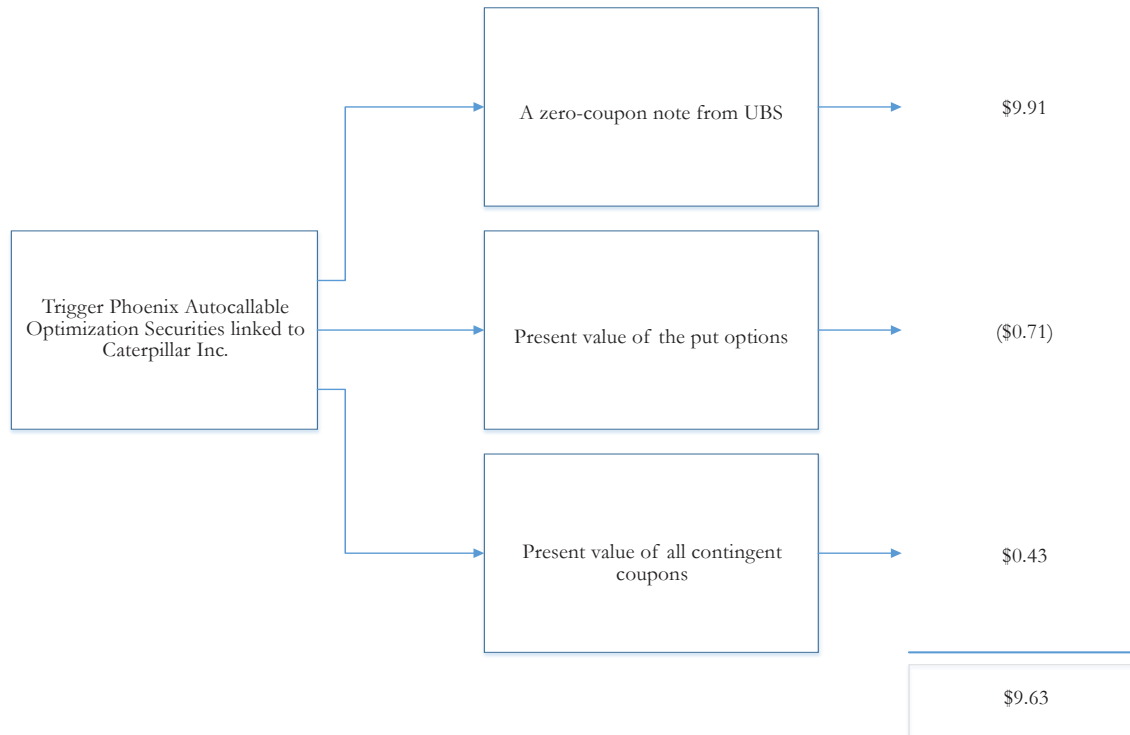 A zero-coupon note from UBS
$9.91
Trigger Phoenix Autocallable
Optimization Securities linked to
Caterpillar Inc.
Present value of the put options
($0.71)
Present value of all contingent
coupons
$0.43
$9.63